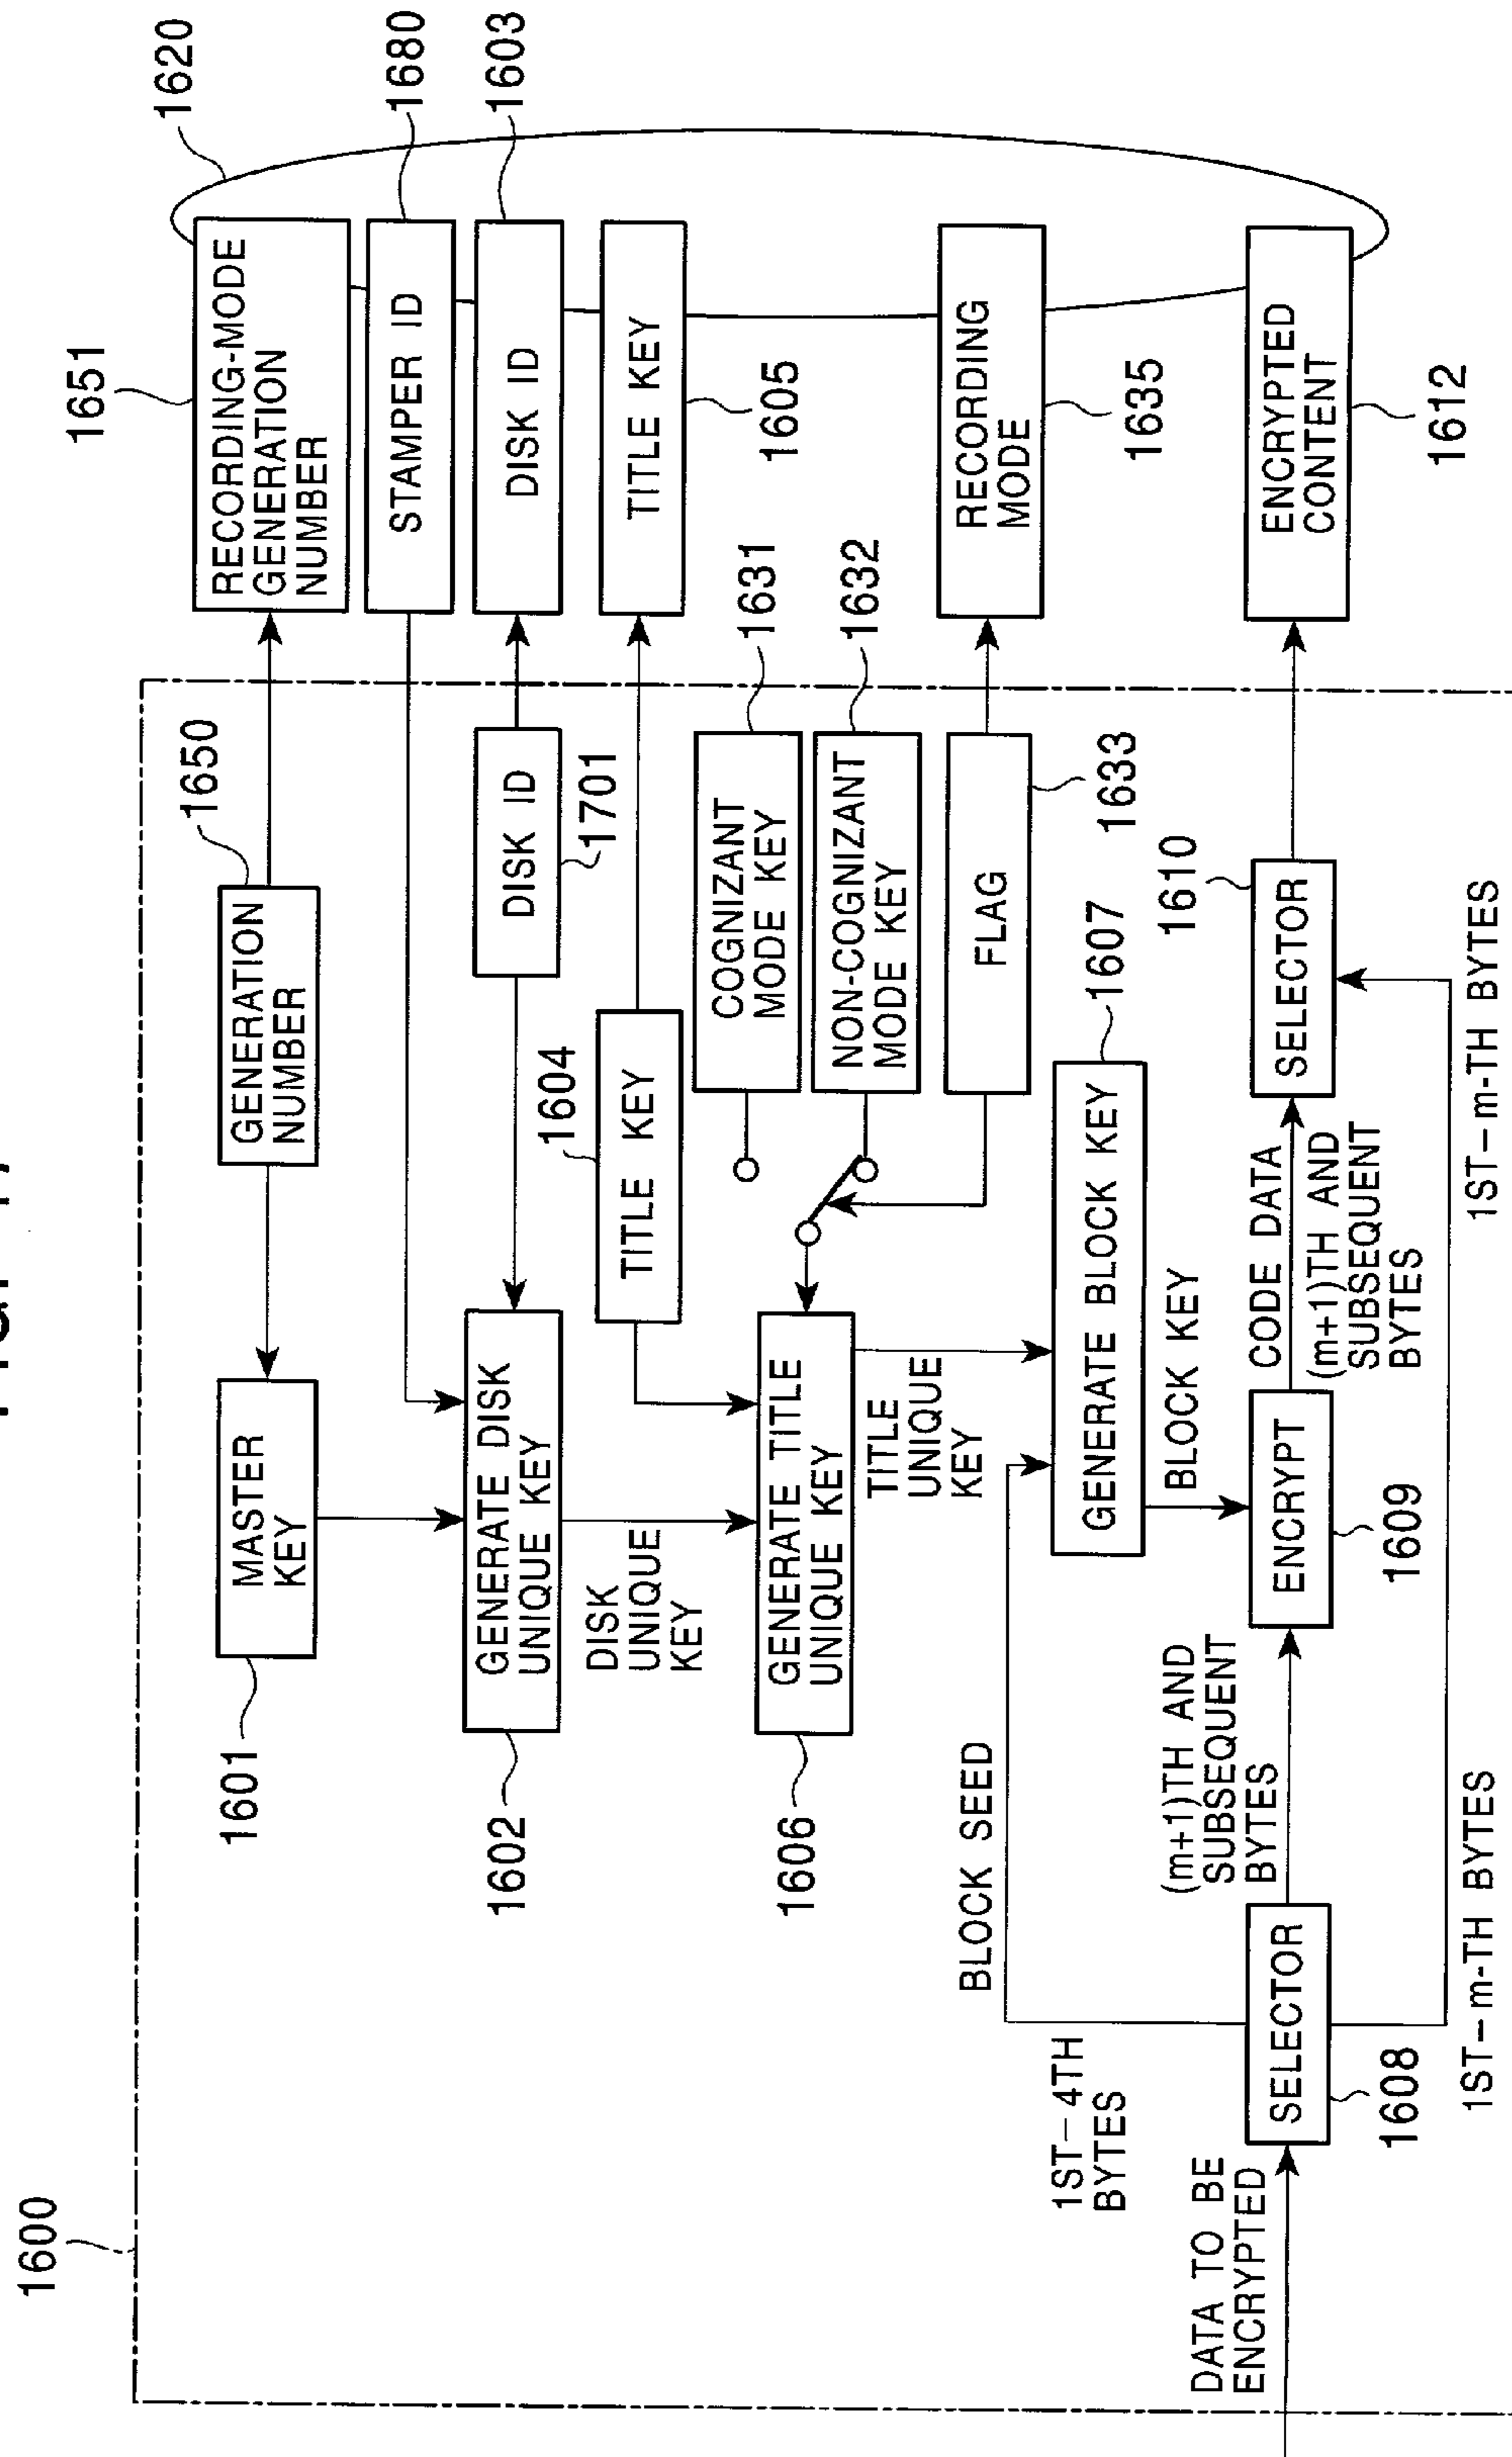 1600
1620
1651
RECORDING-MODE
GENERATION
NUMBER
1680
STAMPER ID
1603
DISK ID
TITLE KEY
1605
RECORDING
MODE
1635
ENCRYPTED
CONTENT
1612
1650
GENERATION
NUMBER
MASTER
KEY
1601
DISK ID
1701
GENERATE DISK
UNIQUE KEY
1602
DISK
UNIQUE
KEY
1604
TITLE KEY
1631
COGNIZANT
MODE KEY
1632
NON-COGNIZANT
MODE KEY
FLAG
1633
GENERATE TITLE
UNIQUE KEY
1606
TITLE
UNIQUE
KEY
1607
GENERATE BLOCK KEY
BLOCK KEY
BLOCK SEED
1ST-4TH
BYTES
DATA TO BE
ENCRYPTED
SELECTOR
1608
(m+1)TH AND
SUBSEQUENT
BYTES
ENCRYPT
1609
CODE DATA
(m+1)TH AND
SUBSEQUENT
BYTES
1610
SELECTOR
1ST-m-TH BYTES
1ST-m-TH BYTES